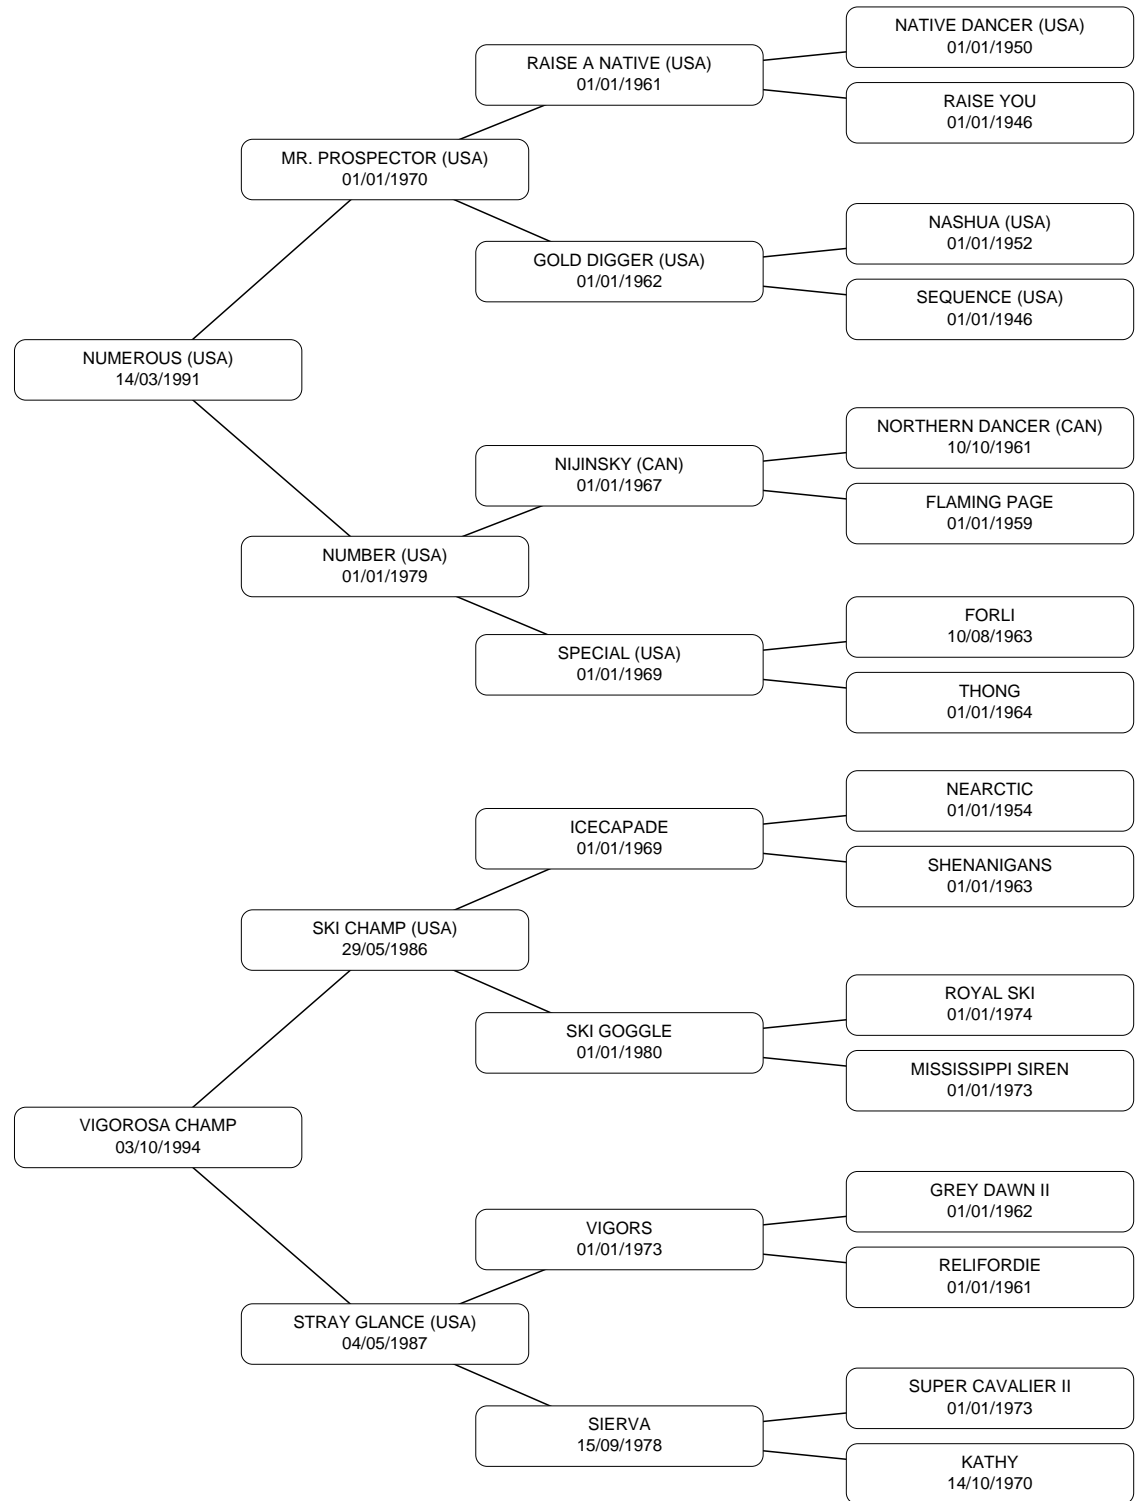 NATIVE DANCER (USA)
01/01/1950
RAISE A NATIVE (USA)
01/01/1961
RAISE YOU
01/01/1946
MR. PROSPECTOR (USA)
01/01/1970
NASHUA (USA)
01/01/1952
GOLD DIGGER (USA)
01/01/1962
SEQUENCE (USA)
01/01/1946
NUMEROUS (USA)
14/03/1991
NORTHERN DANCER (CAN)
10/10/1961
NIJINSKY (CAN)
01/01/1967
FLAMING PAGE
01/01/1959
NUMBER (USA)
01/01/1979
FORLI
10/08/1963
SPECIAL (USA)
01/01/1969
THONG
01/01/1964
NEARCTIC
01/01/1954
ICECAPADE
01/01/1969
SHENANIGANS
01/01/1963
SKI CHAMP (USA)
29/05/1986
ROYAL SKI
01/01/1974
SKI GOGGLE
01/01/1980
MISSISSIPPI SIREN
01/01/1973
VIGOROSA CHAMP
03/10/1994
GREY DAWN II
01/01/1962
VIGORS
01/01/1973
RELIFORDIE
01/01/1961
STRAY GLANCE (USA)
04/05/1987
SUPER CAVALIER II
01/01/1973
SIERVA
15/09/1978
KATHY
14/10/1970